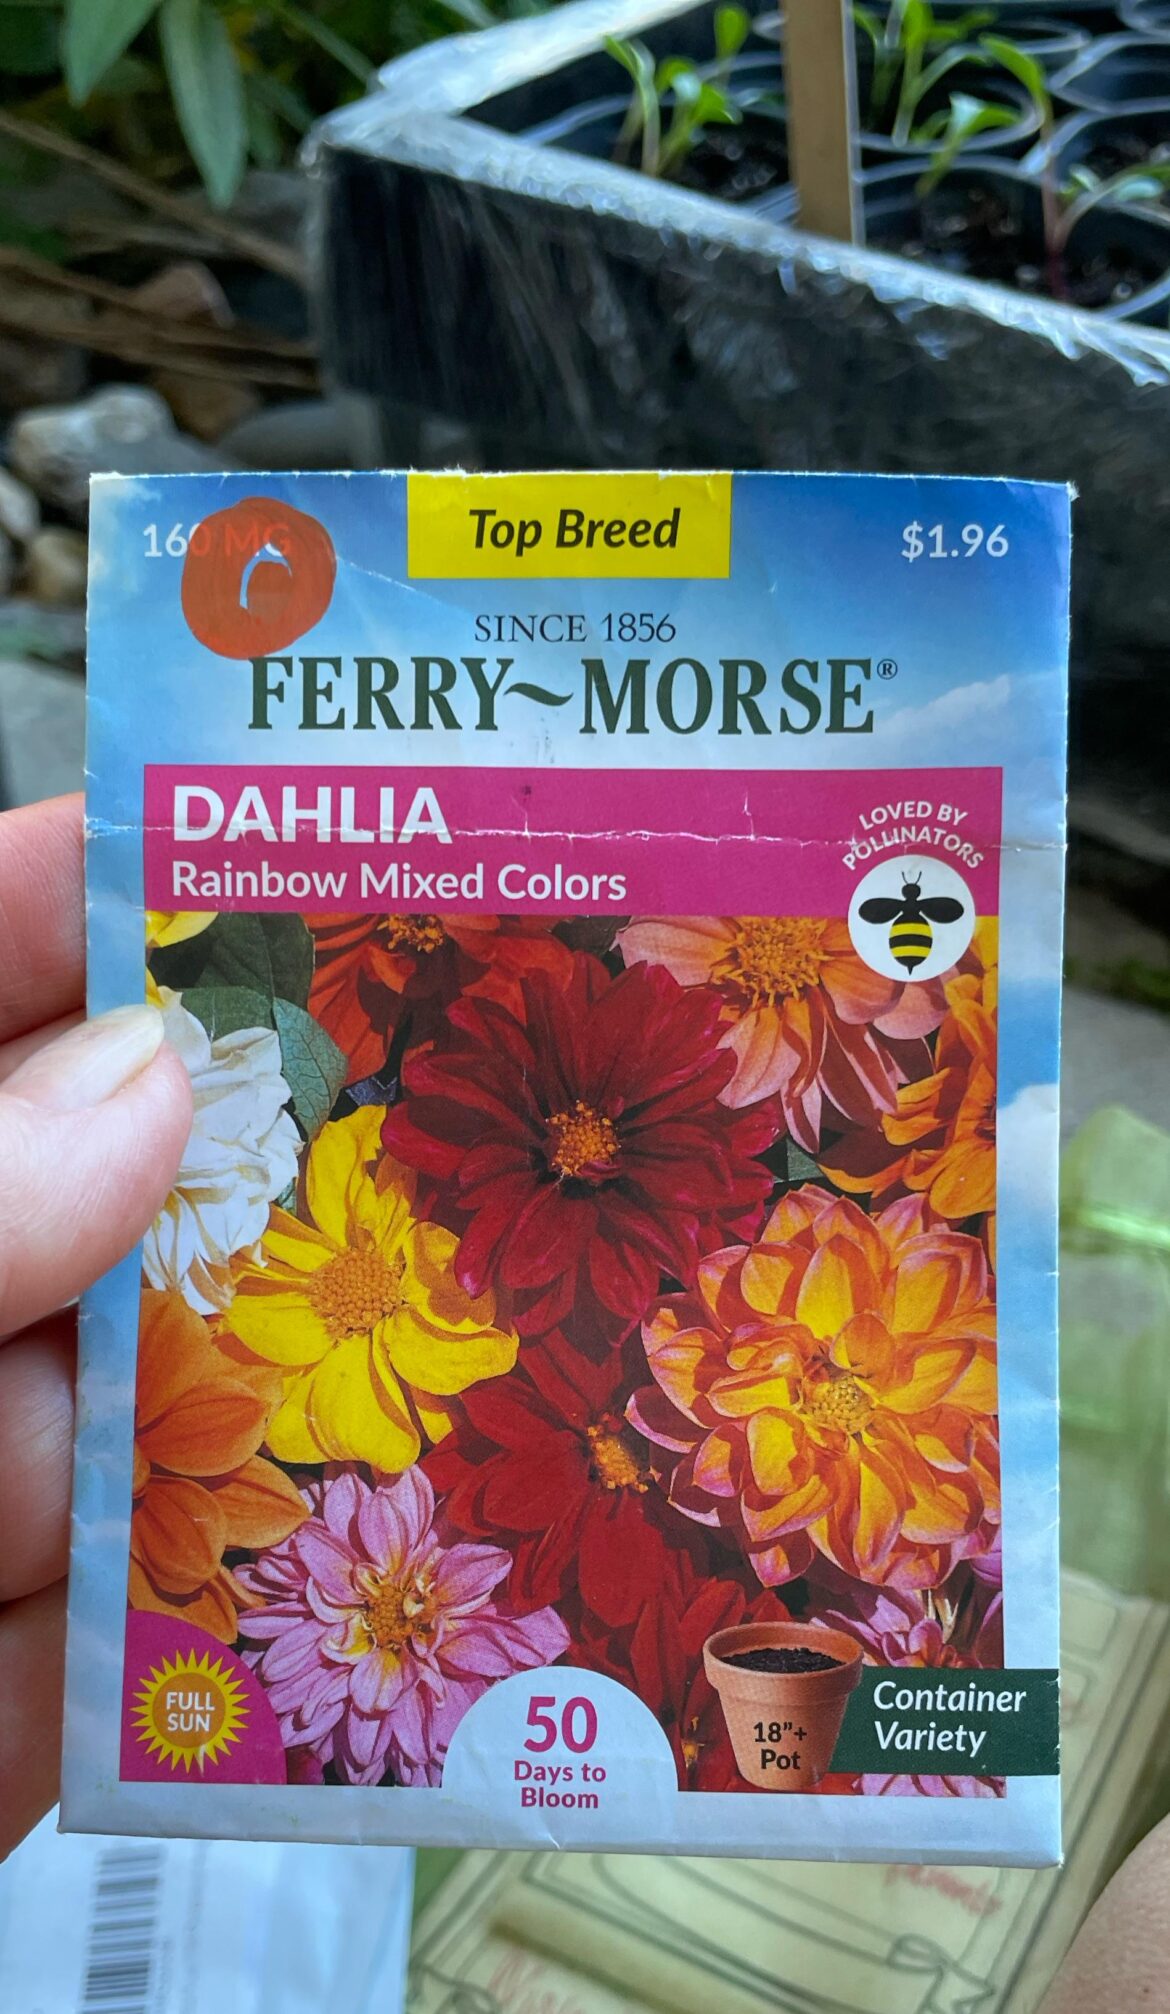 160 MG
Top Breed
$1.96
SINCE 1856
FERRY~MORSE®
DAHLIA
Rainbow Mixed Colors
LOVED BY
POLLINATORS
FULL
SUN
50
Days to
Bloom
18"+
Pot
Container
Variety